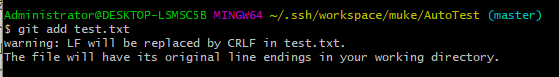 Administrator@DESKTOP-LSMSC5B MINGW64 ~/.ssh/workspace/muke/AutoTest (master)
$ git add test.txt
warning: LF will be replaced by CRLF in test.txt.
The file will have its original line endings in your working directory.